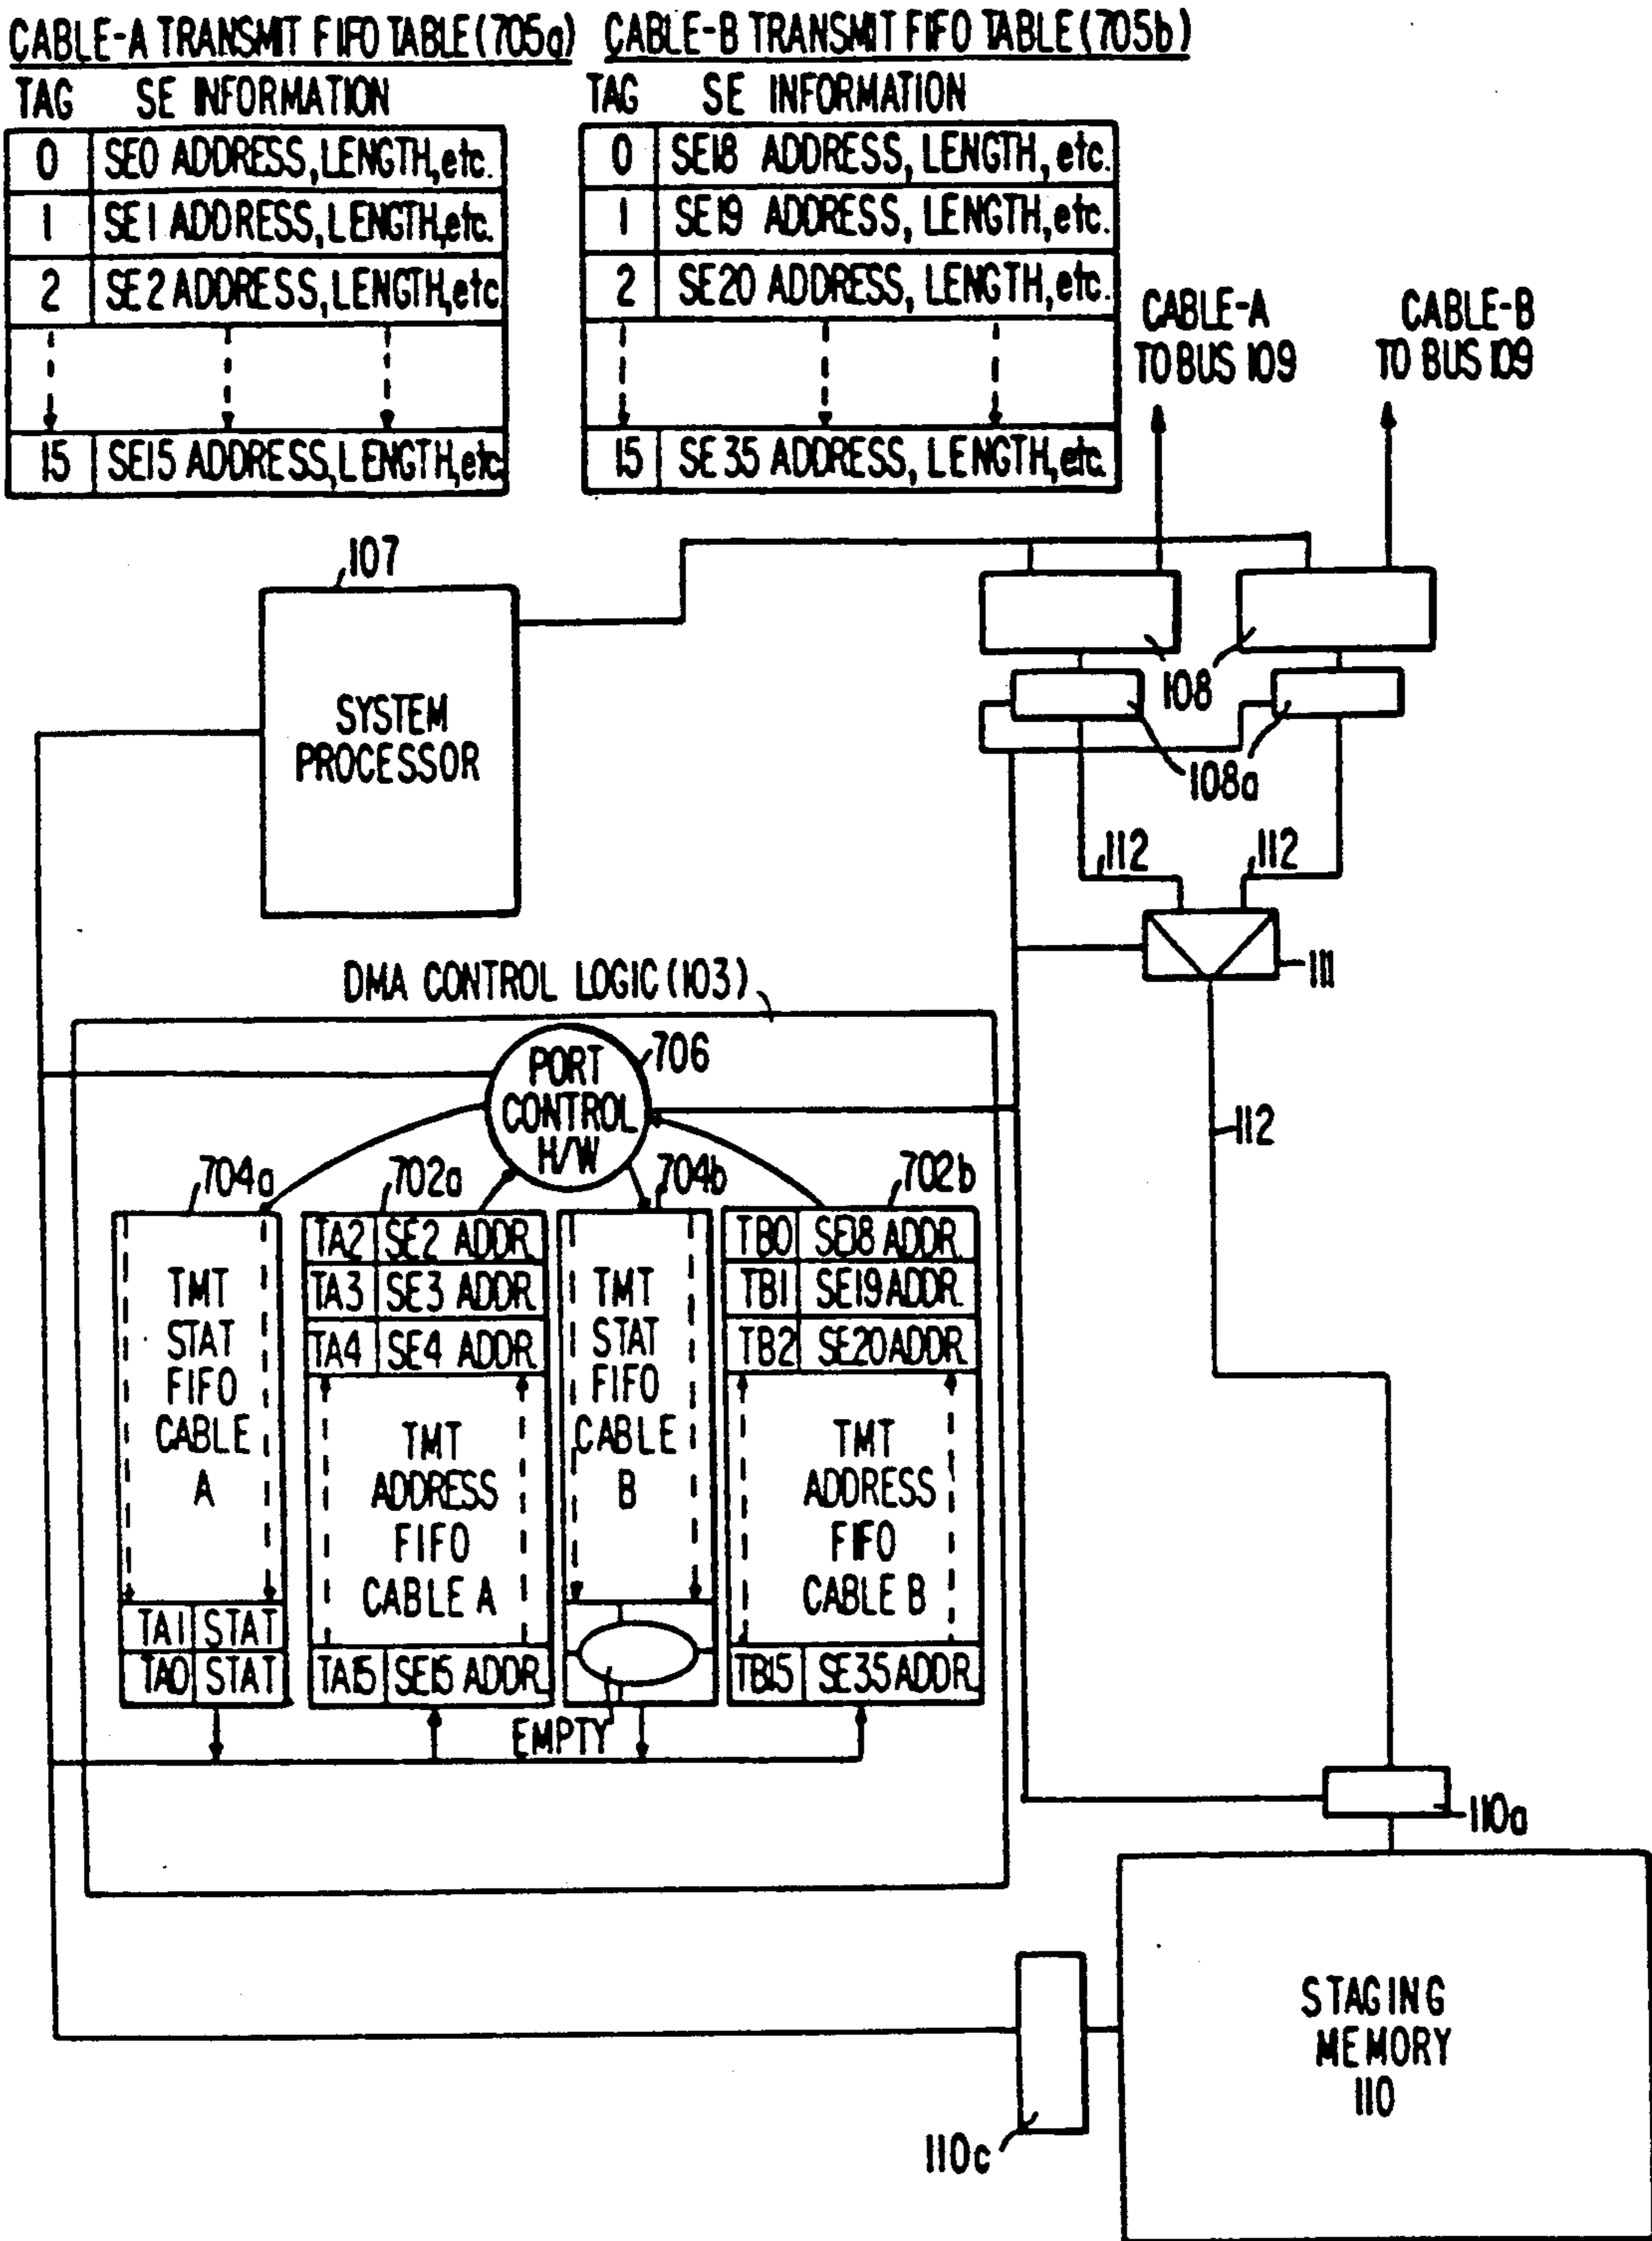 CABLE-A TRANSMIT FIFO TABLE (705a)
TAG SE INFORMATION
0 SE0 ADDRESS, LENGTH, etc.
1 SE1 ADDRESS, LENGTH, etc.
2 SE2 ADDRESS, LENGTH, etc
15 SE15 ADDRESS, LENGTH, etc
CABLE-B TRANSMIT FIFO TABLE (705b)
TAG SE INFORMATION
0 SE18 ADDRESS, LENGTH, etc.
1 SE19 ADDRESS, LENGTH, etc.
2 SE20 ADDRESS, LENGTH, etc.
15 SE35 ADDRESS, LENGTH, etc.
CABLE-A
TO BUS 109
CABLE-B
TO BUS 109
107
SYSTEM
PROCESSOR
108
108a
112
112
111
112
DMA CONTROL LOGIC (103)
PORT
CONTROL
H/W
706
704a
702a
704b
702b
TMT
STAT
FIFO
CABLE
A
TA1 STAT
TA0 STAT
TA2 SE2 ADDR.
TA3 SE3 ADDR.
TA4 SE4 ADDR.
TMT
ADDRESS
FIFO
CABLE A
TA15 SE15 ADDR.
TMT
STAT
FIFO
CABLE
B
EMPTY
TB0 SE18 ADDR.
TB1 SE19 ADDR.
TB2 SE20 ADDR.
TMT
ADDRESS
FIFO
CABLE B
TB15 SE35 ADDR.
110a
STAGING
MEMORY
110
110c